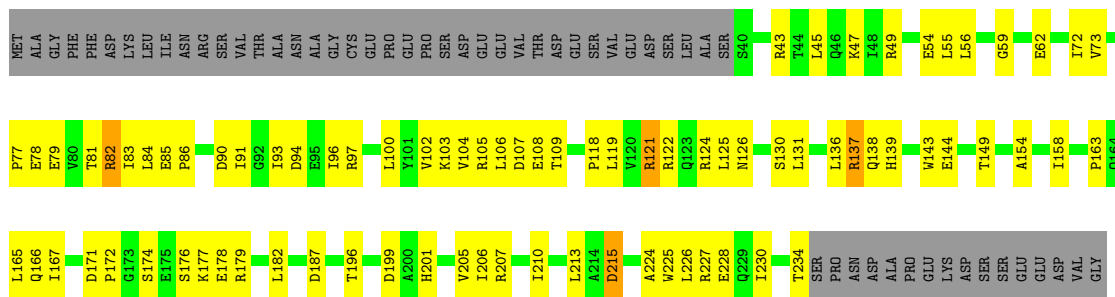 MET ALA GLY PHE PHE ASP LYS LEU ILE ASN ARG SER VAL THR ALA ASN ALA GLY CYS GLU PRO GLU PRO SER ASP GLU GLU VAL THR ASP GLU SER VAL GLU ASP SER LEU ALA SER S40 R43 T44 L45 Q46 K47 I48 R49 E54 L55 L56 G59 E62 I72 V73
P77 E78 E79 V80 T81 R82 I83 L84 E85 P86 D90 I91 G92 I93 D94 E95 I96 R97 L100 Y101 V102 K103 V104 R105 L106 D107 E108 T109 P118 L119 V120 R121 R122 Q123 R124 L125 N126 S130 L131 L136 R137 Q138 H139 W143 E144 T149 A154 I158 P163
L165 Q166 I167 D171 P172 G173 S174 E175 S176 K177 E178 R179 L182 D187 T196 D199 A200 H201 V205 I206 R207 I210 L213 A214 D215 A224 W225 L226 R227 E228 Q229 I230 T234 SER PRO ASN ASP ALA PRO GLU LYS ASP SER SER GLU GLU ASP VAL GLY